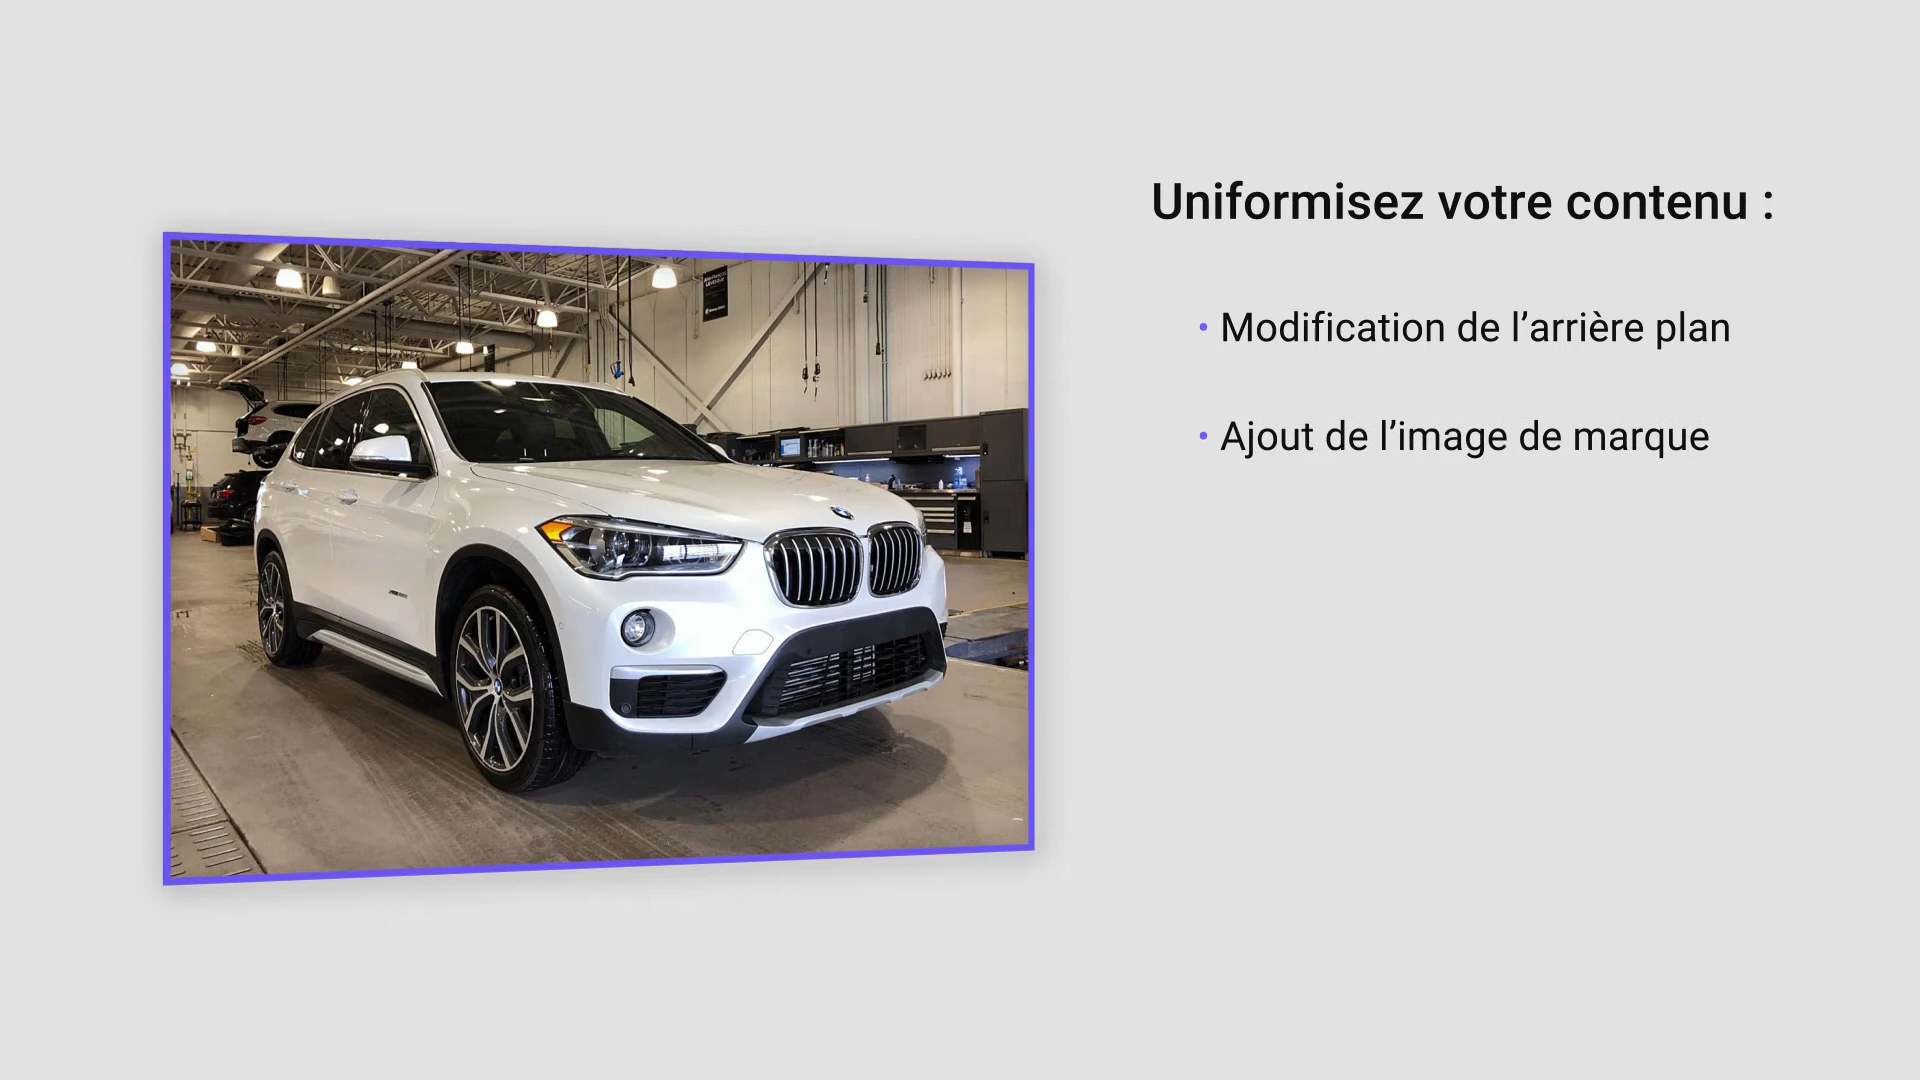 Uniformisez votre contenu :
• Modification de l’arrière plan
• Ajout de l’image de marque